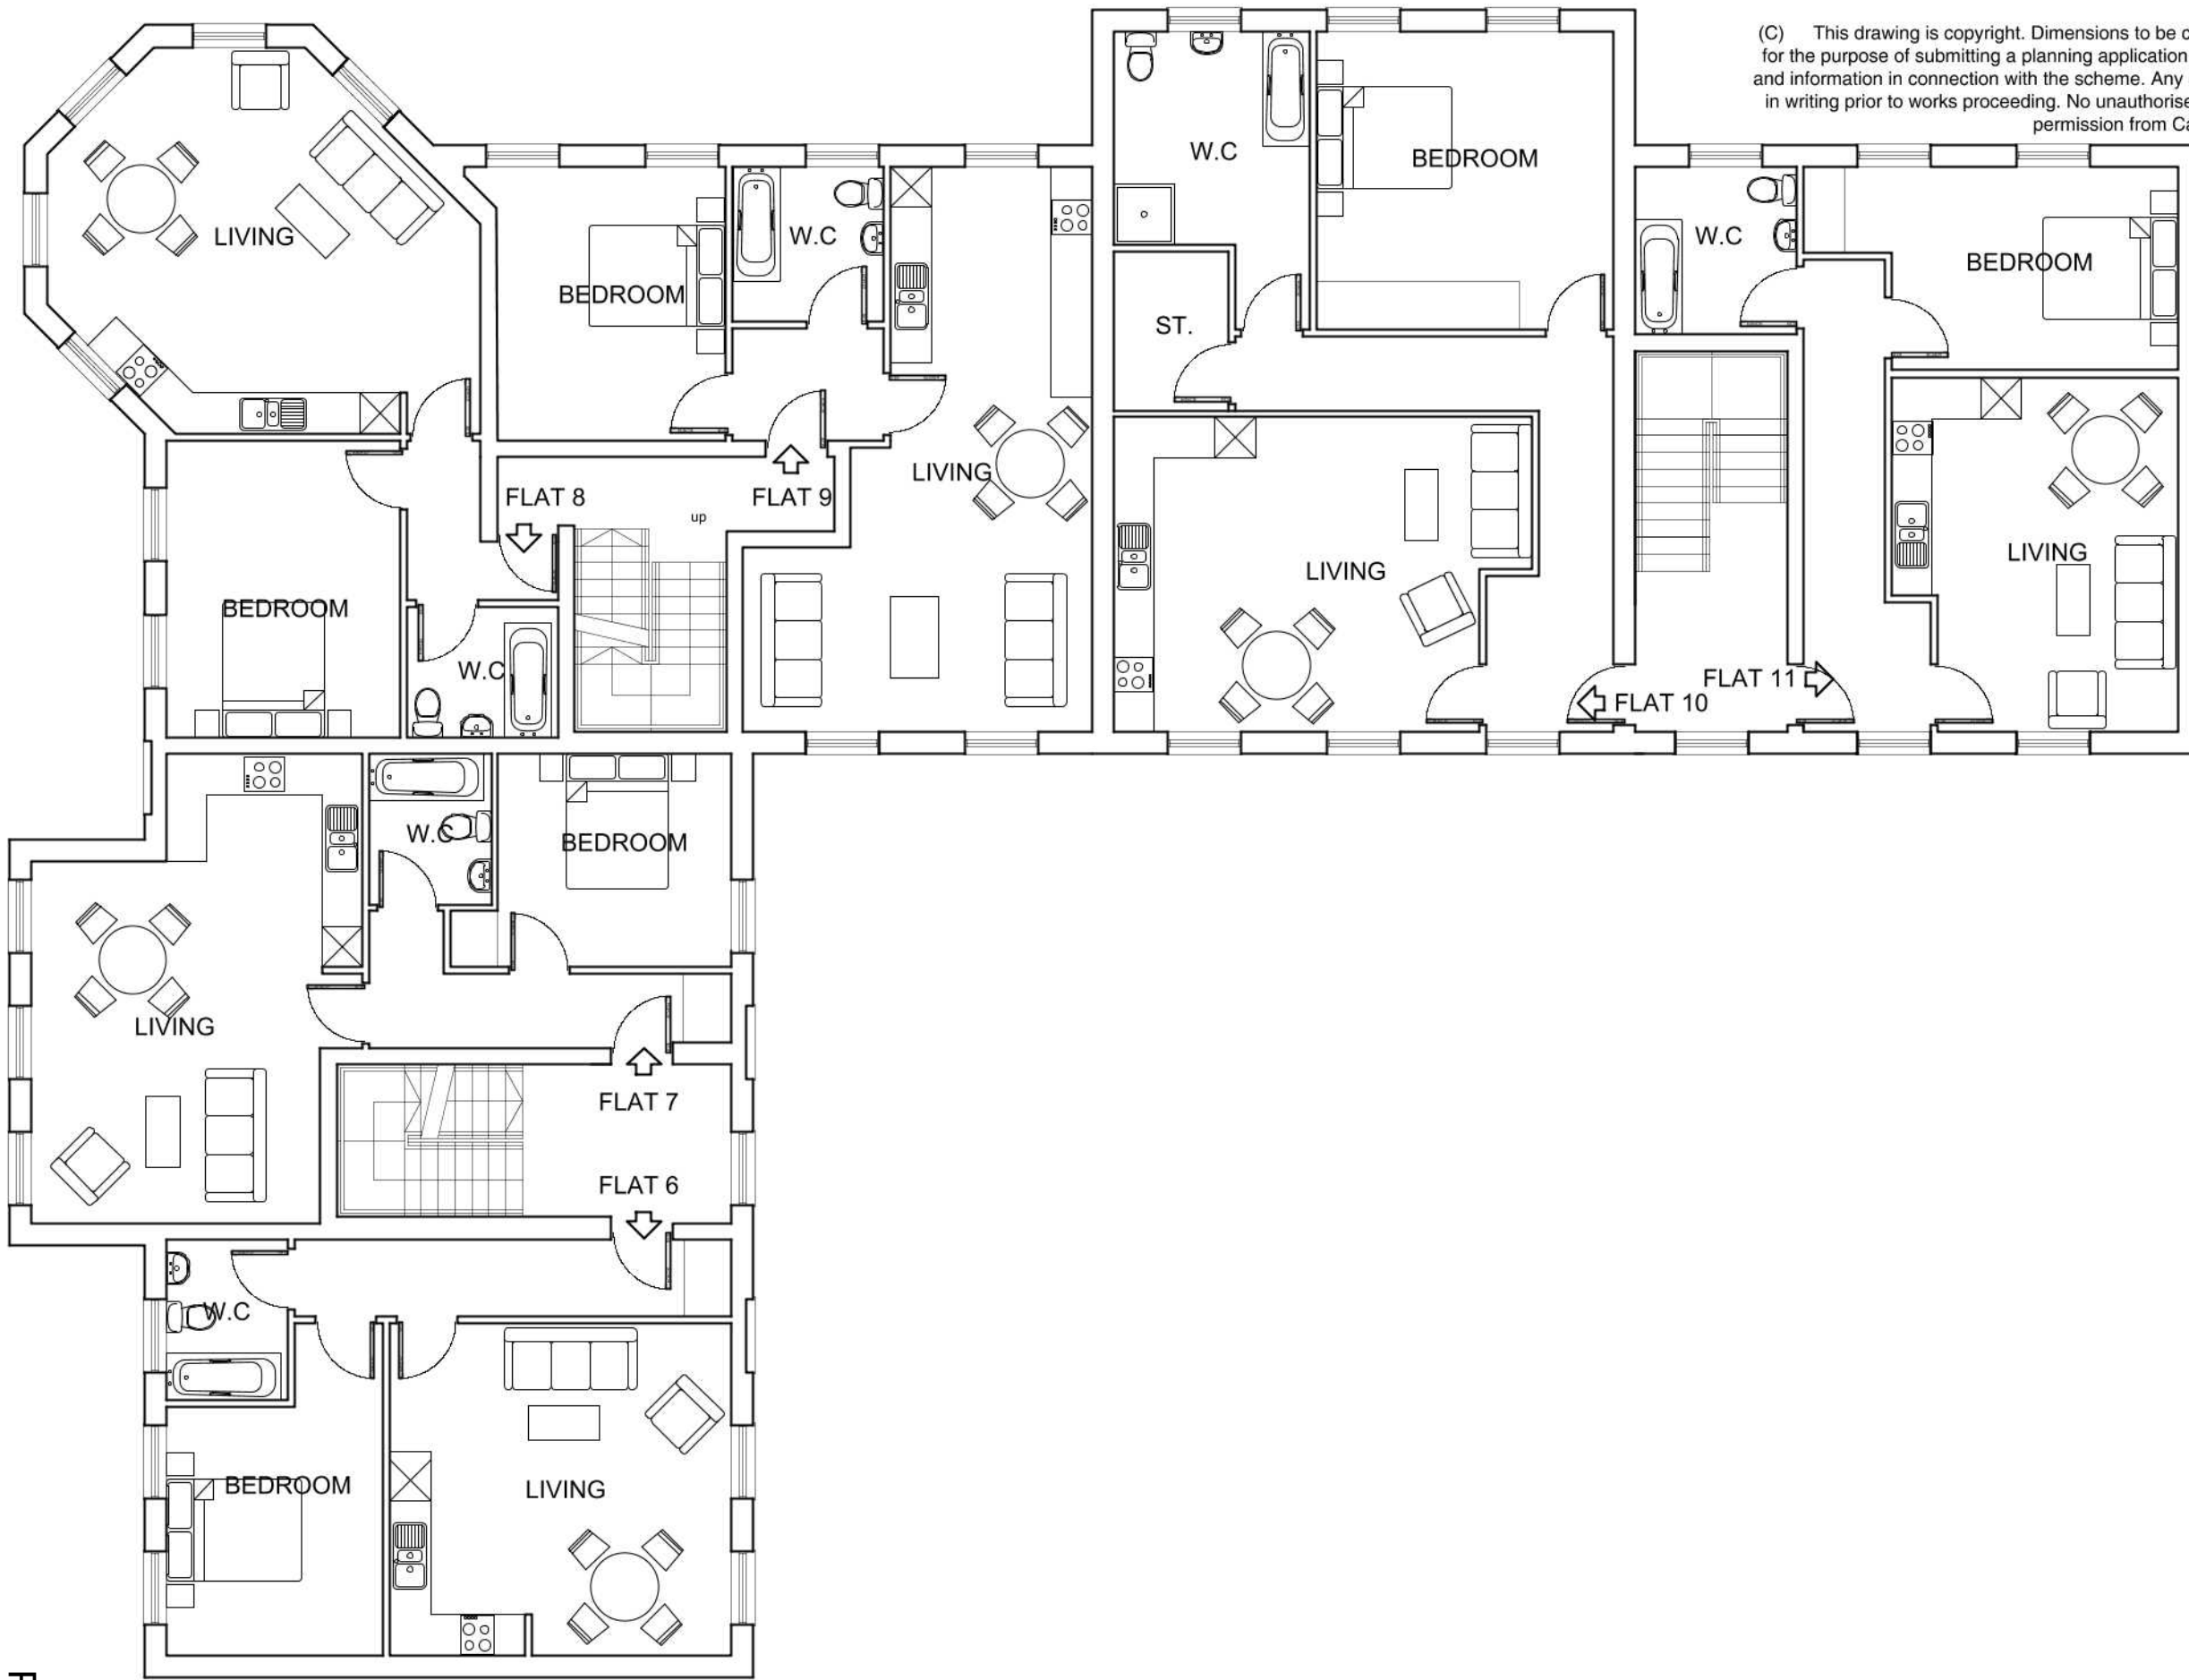 (C) This drawing is copyright. Dimensions to be
for the purpose of submitting a planning application
and information in connection with the scheme. Any
in writing prior to works proceeding. No
permission from
W.C
BEDROOM
LIVING
W.C
W.C
BEDROOM
BEDROOM
ST.
LIVING
FLAT 8
FLAT 9
up
LIVING
LIVING
BEDROOM
W.C
FLAT 11
FLAT 10
W.C
BEDROOM
LIVING
FLAT 7
FLAT 6
W.C
BEDROOM
LIVING